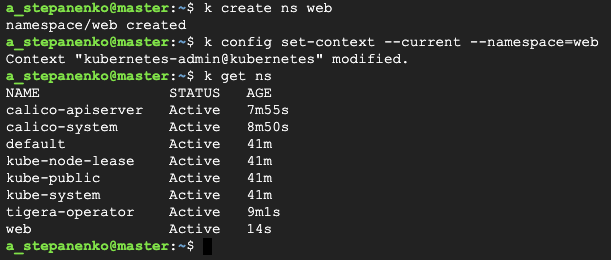 a_stepanenko@master:~$ k create ns web
namespace/web created
a_stepanenko@master:~$ k config set-context --current --namespace=web
Context "kubernetes-admin@kubernetes" modified.
a_stepanenko@master:~$ k get ns
NAME STATUS AGE
calico-apiserver Active 7m55s
calico-system Active 8m50s
default Active 41m
kube-node-lease Active 41m
kube-public Active 41m
kube-system Active 41m
tigera-operator Active 9m1s
web Active 14s
a_stepanenko@master:~$